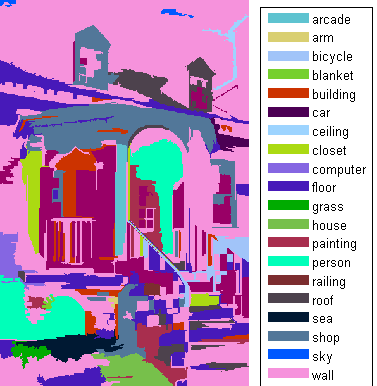 arcade
arm
bicycle
blanket
building
car
ceiling
closet
computer
floor
grass
house
painting
person
railing
roof
sea
shop
sky
wall